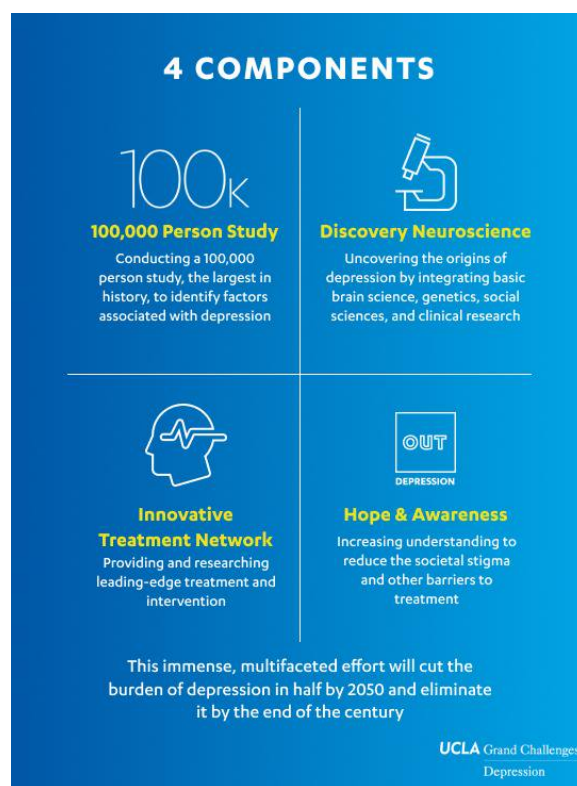 4 COMPONENTS
100K
100,000 Person Study
Conducting a 100,000
person study, the largest in
history, to identify factors
associated with depression
Discovery Neuroscience
Uncovering the origins of
depression by integrating basic
brain science, genetics, social
sciences, and clinical research
Innovative
Treatment Network
Providing and researching
leading-edge treatment and
intervention
OUT
DEPRESSION
Hope & Awareness
Increasing understanding to
reduce the societal stigma
and other barriers to
treatment
This immense, multifaceted effort will cut the
burden of depression in half by 2050 and eliminate
it by the end of the century
UCLA Grand Challenges
Depression